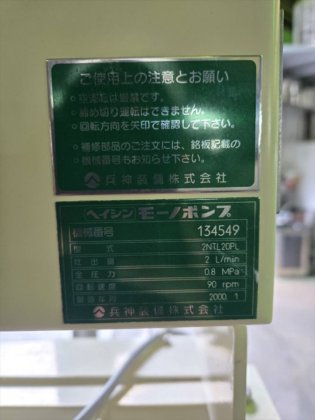 ご使用上の注意とお願い
○空運転は厳禁です。
○締め切り運転はできません。
○回転方向を矢印で確認して下さい。
○補修部品のご注文には、銘板記載の
機械番号もお知らせ下さい。
兵神装備株式会社
ヘイシン モーノポンプ
機械番号 134549
型式 2NTL20PL
吐出量 2 L/min
全圧力 0.8 MPa
回転速度 90 rpm
製造年月 2000. 1
兵神装備株式会社